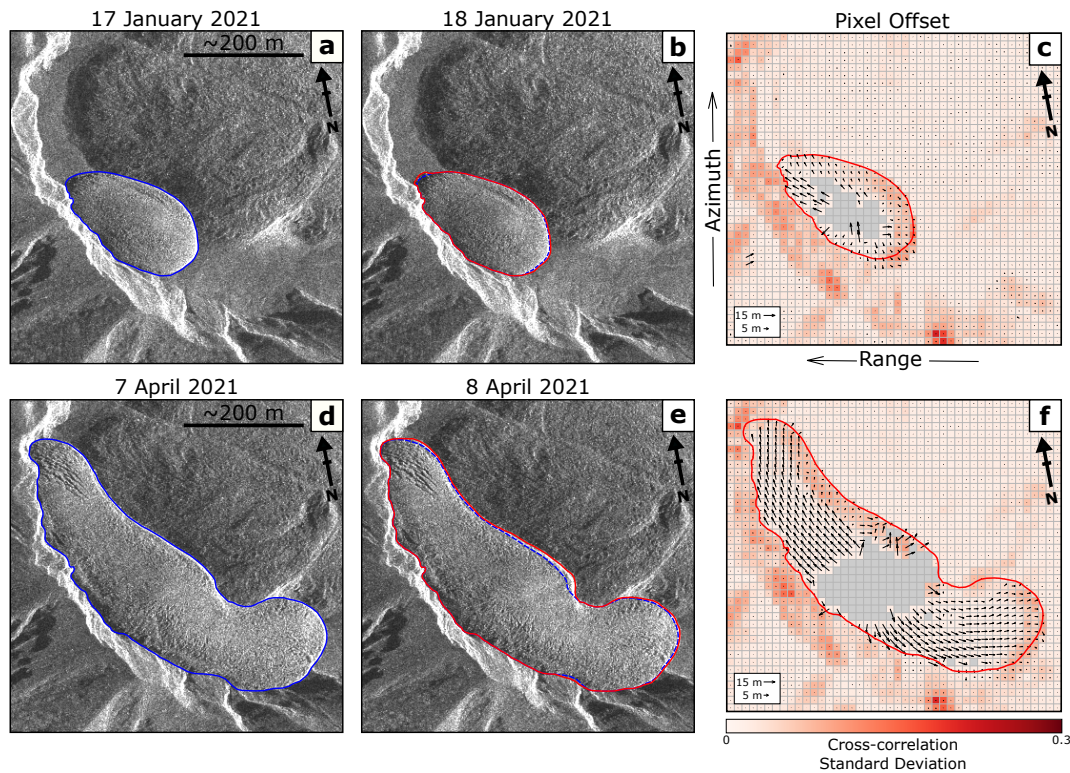 17 January 2021
18 January 2021
Pixel Offset
~200 m
a
b
c
N
N
N
Azimuth
15 m
5 m
Range
7 April 2021
8 April 2021
~200 m
d
e
f
N
N
N
15 m
5 m
0
0.3
Cross-correlation
Standard Deviation